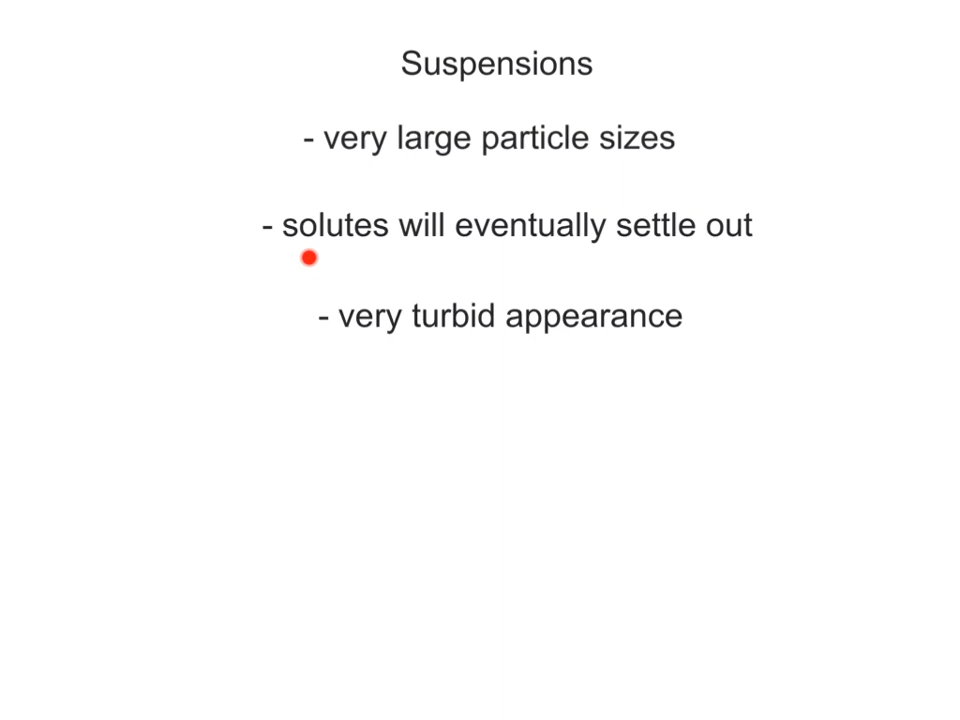 Suspensions
- very large particle sizes
- solutes will eventually settle out
- very turbid appearance